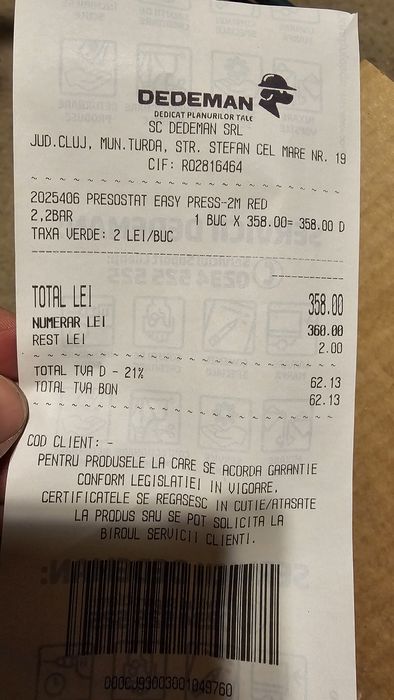 DEDEMAN
DEDICAT PLANURILOR TALE
SC DEDEMAN SRL
JUD.CLUJ, MUN.TURDA, STR. STEFAN CEL MARE NR. 19
CIF: RO2816464
2025406 PRESOSTAT EASY PRESS-2M RED
2,2BAR 1 BUC X 358.00= 358.00 D
TAXA VERDE: 2 LEI/BUC
TOTAL LEI 358.00
NUMERAR LEI 360.00
REST LEI 2.00
TOTAL TVA D - 21% 62.13
TOTAL TVA BON 62.13
COD CLIENT: -
PENTRU PRODUSELE LA CARE SE ACORDA GARANTIE
CONFORM LEGISLATIEI IN VIGOARE,
CERTIFICATELE SE REGASESC IN CUTIE/ATASATE
LA PRODUS SAU SE POT SOLICITA LA
BIROUL SERVICII CLIENTI.
000CJ93003001049760